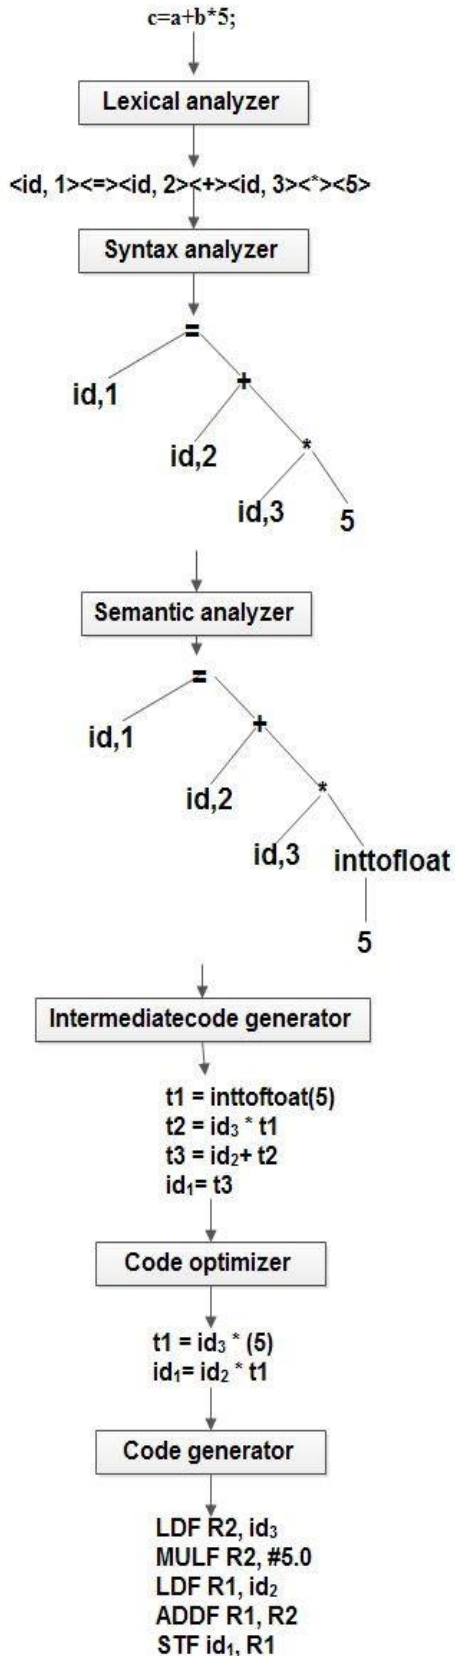 c=a+b*5;
Lexical analyzer
<id, 1><=><id, 2><+><id, 3><*><5>
Syntax analyzer
=
id,1
+
id,2
*
id,3
5
Semantic analyzer
=
id,1
+
id,2
*
id,3
inttofloat
5
Intermediatecode generator
t1 = inttoftoat(5)
t2 = id₃ * t1
t3 = id₂+ t2
id₁= t3
Code optimizer
t1 = id₃ * (5)
id₁= id₂ * t1
Code generator
LDF R2, id₃
MULF R2, #5.0
LDF R1, id₂
ADDF R1, R2
STF id₁, R1